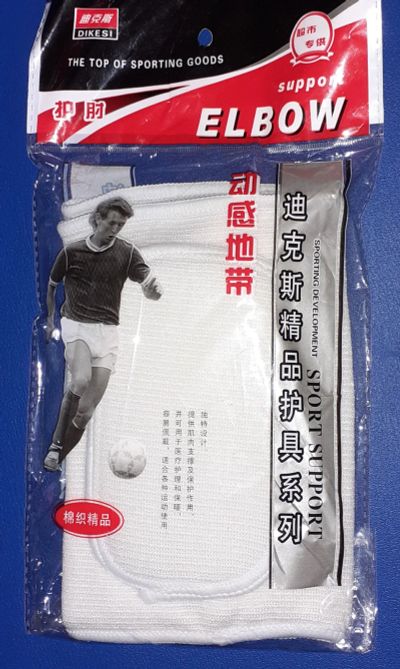 迪克斯
DIKESI
THE TOP OF SPORTING GOODS
超市
专供
support
护肘
ELBOW
动感地带
迪克斯精品护具系列
SPORTING DEVELOPMENT
SPORT SUPPORT
独特设计
提供肌肉支撑及保护作用，
并可用于医疗护理和保暖，
容易佩戴，适合各种运动使用
棉织精品